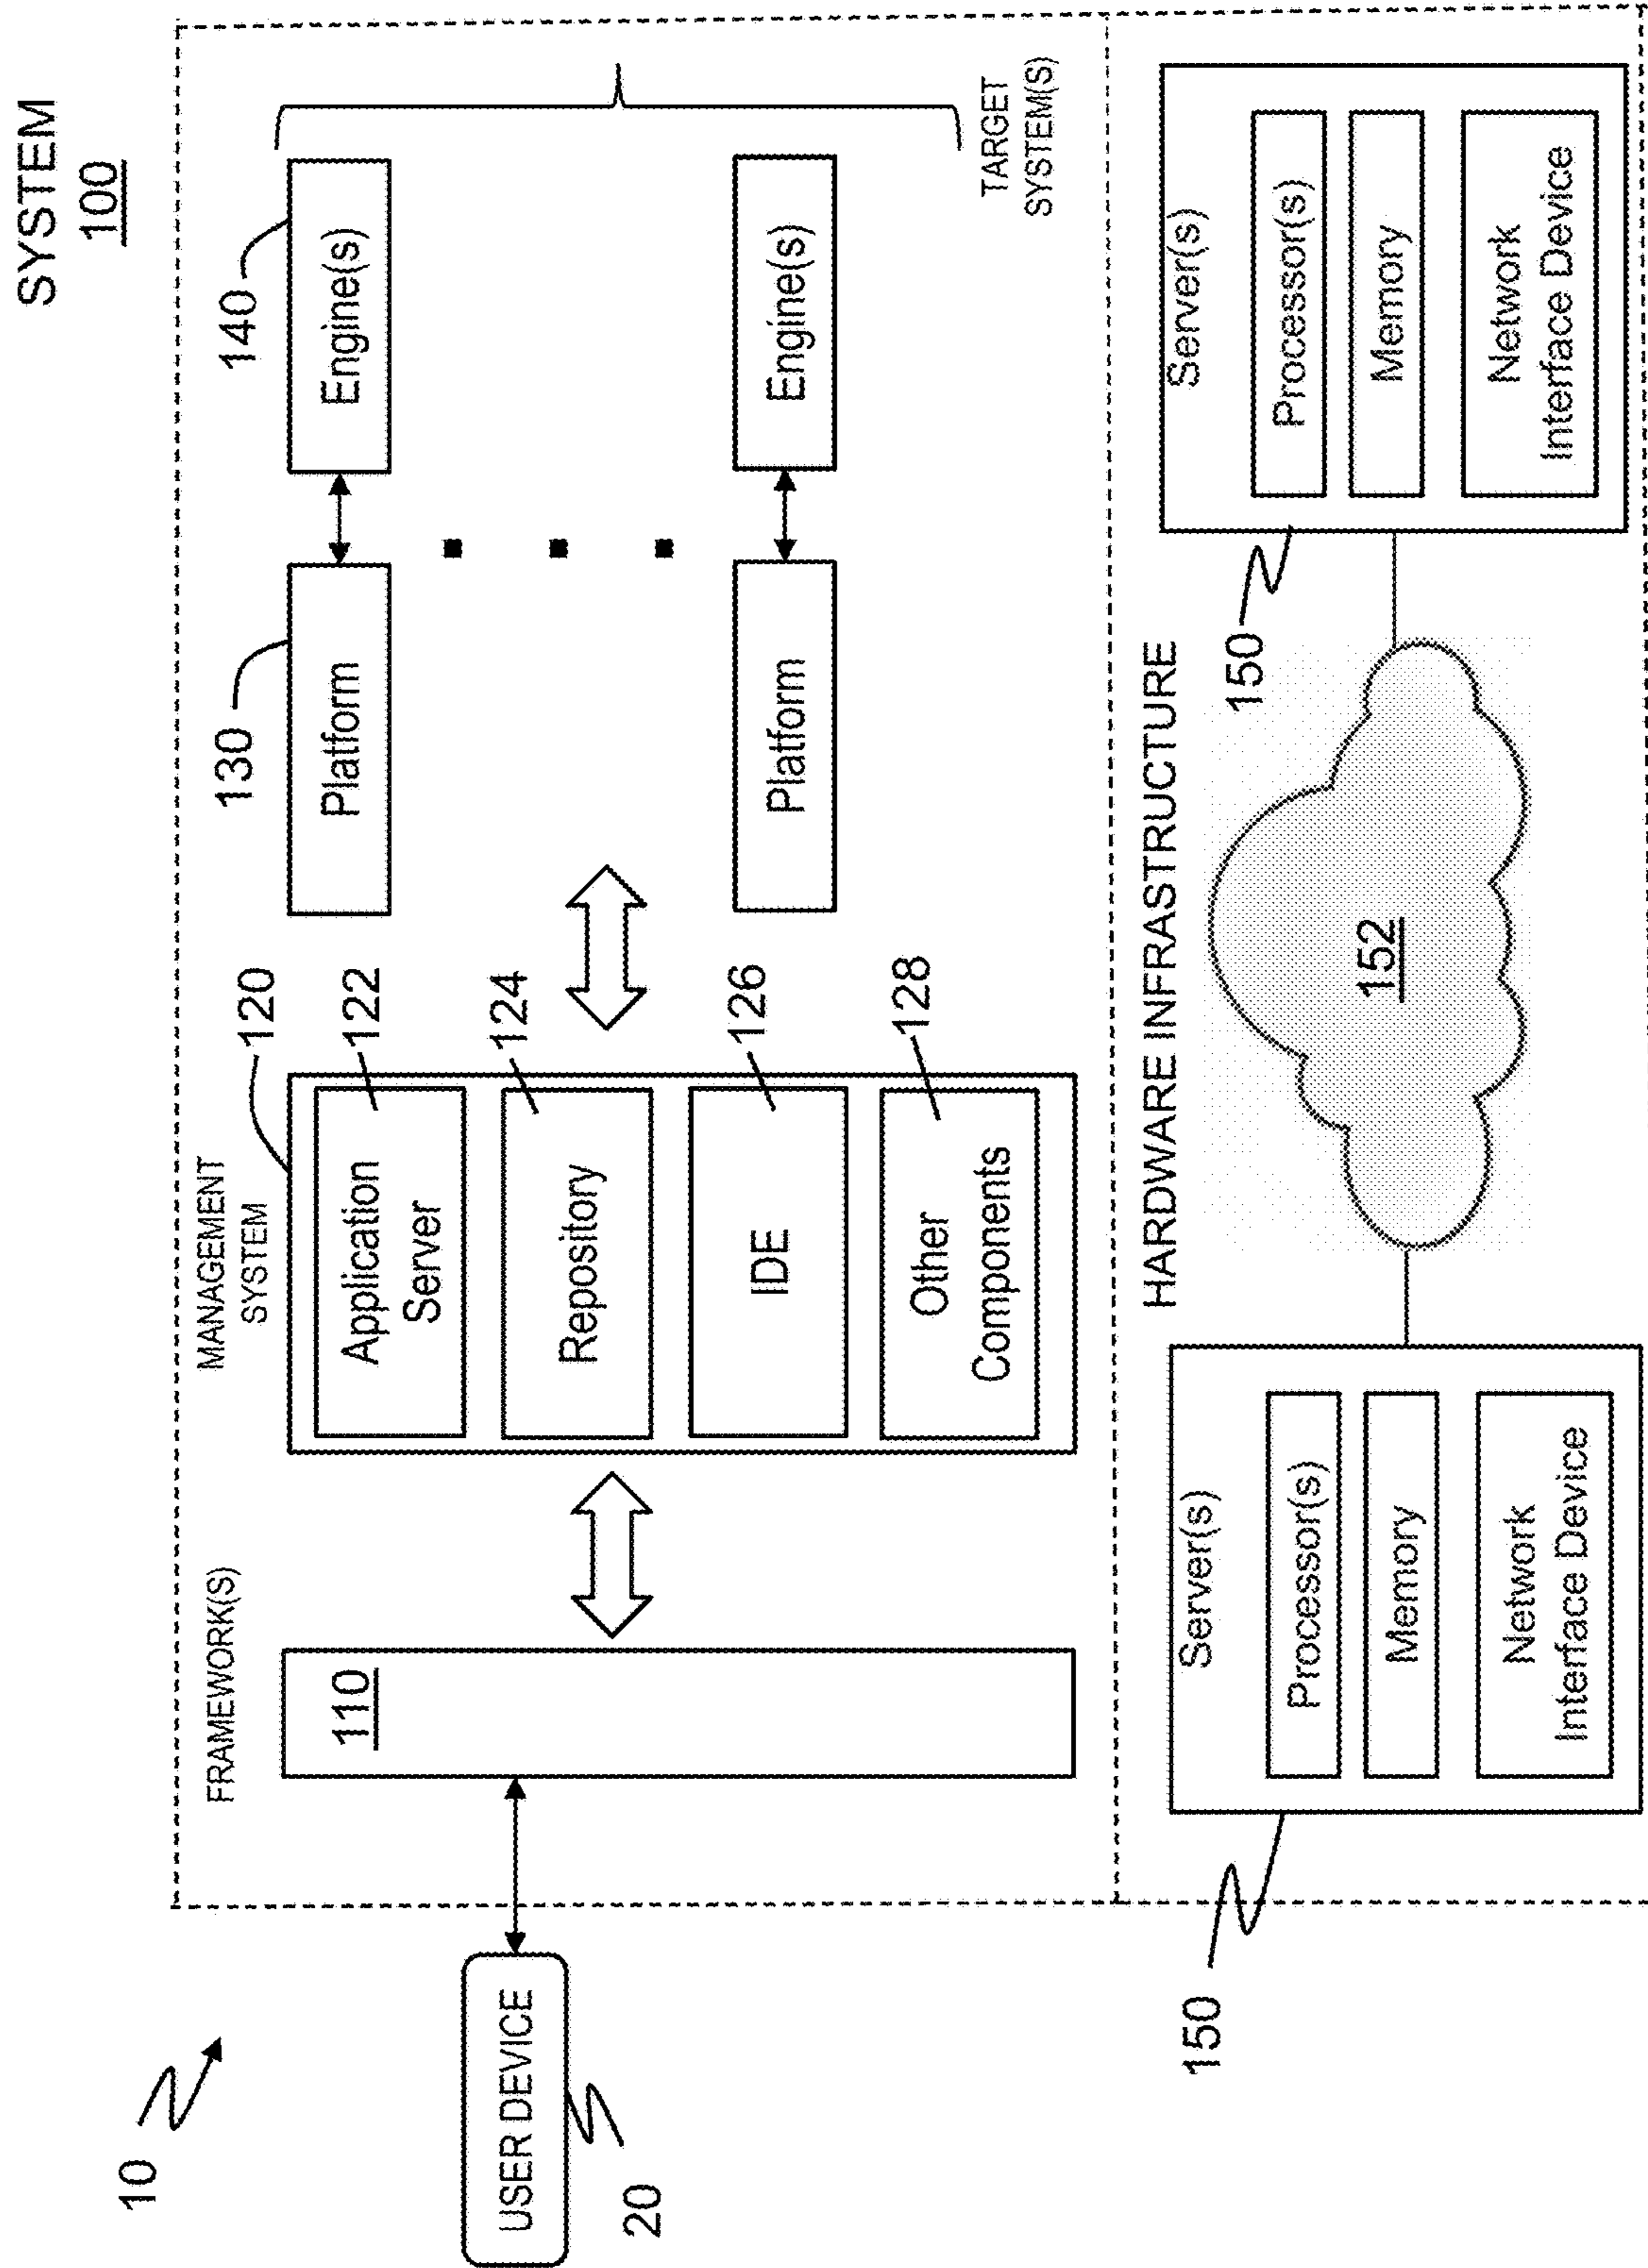 SYSTEM
100
10
USER DEVICE
20
FRAMEWORK(S)
110
MANAGEMENT
SYSTEM
120
Application
Server
122
Repository
124
IDE
126
Other
Components
128
130
Platform
140
Engine(s)
Platform
Engine(s)
TARGET
SYSTEM(S)
HARDWARE INFRASTRUCTURE
150
Server(s)
Processor(s)
Memory
Network
Interface Device
152
150
Server(s)
Processor(s)
Memory
Network
Interface Device